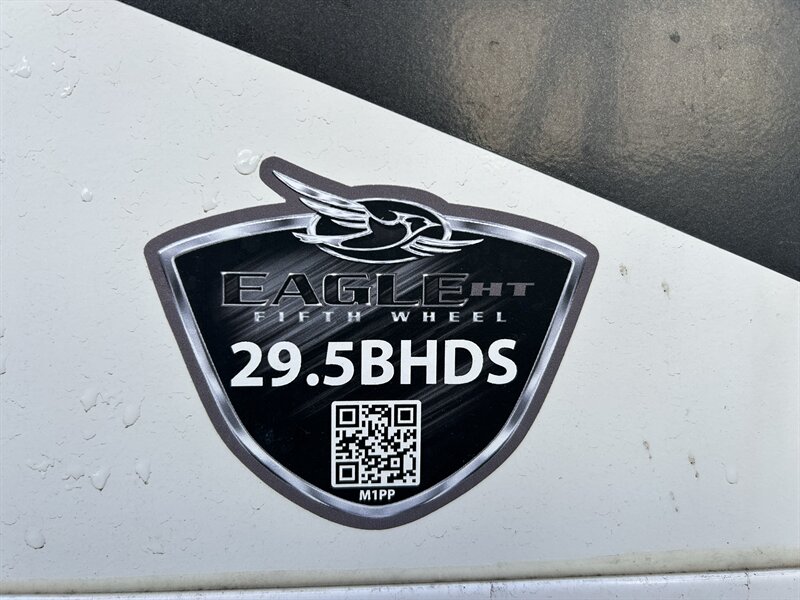 EAGLE HT
FIFTH WHEEL
29.5BHDS
M1PP